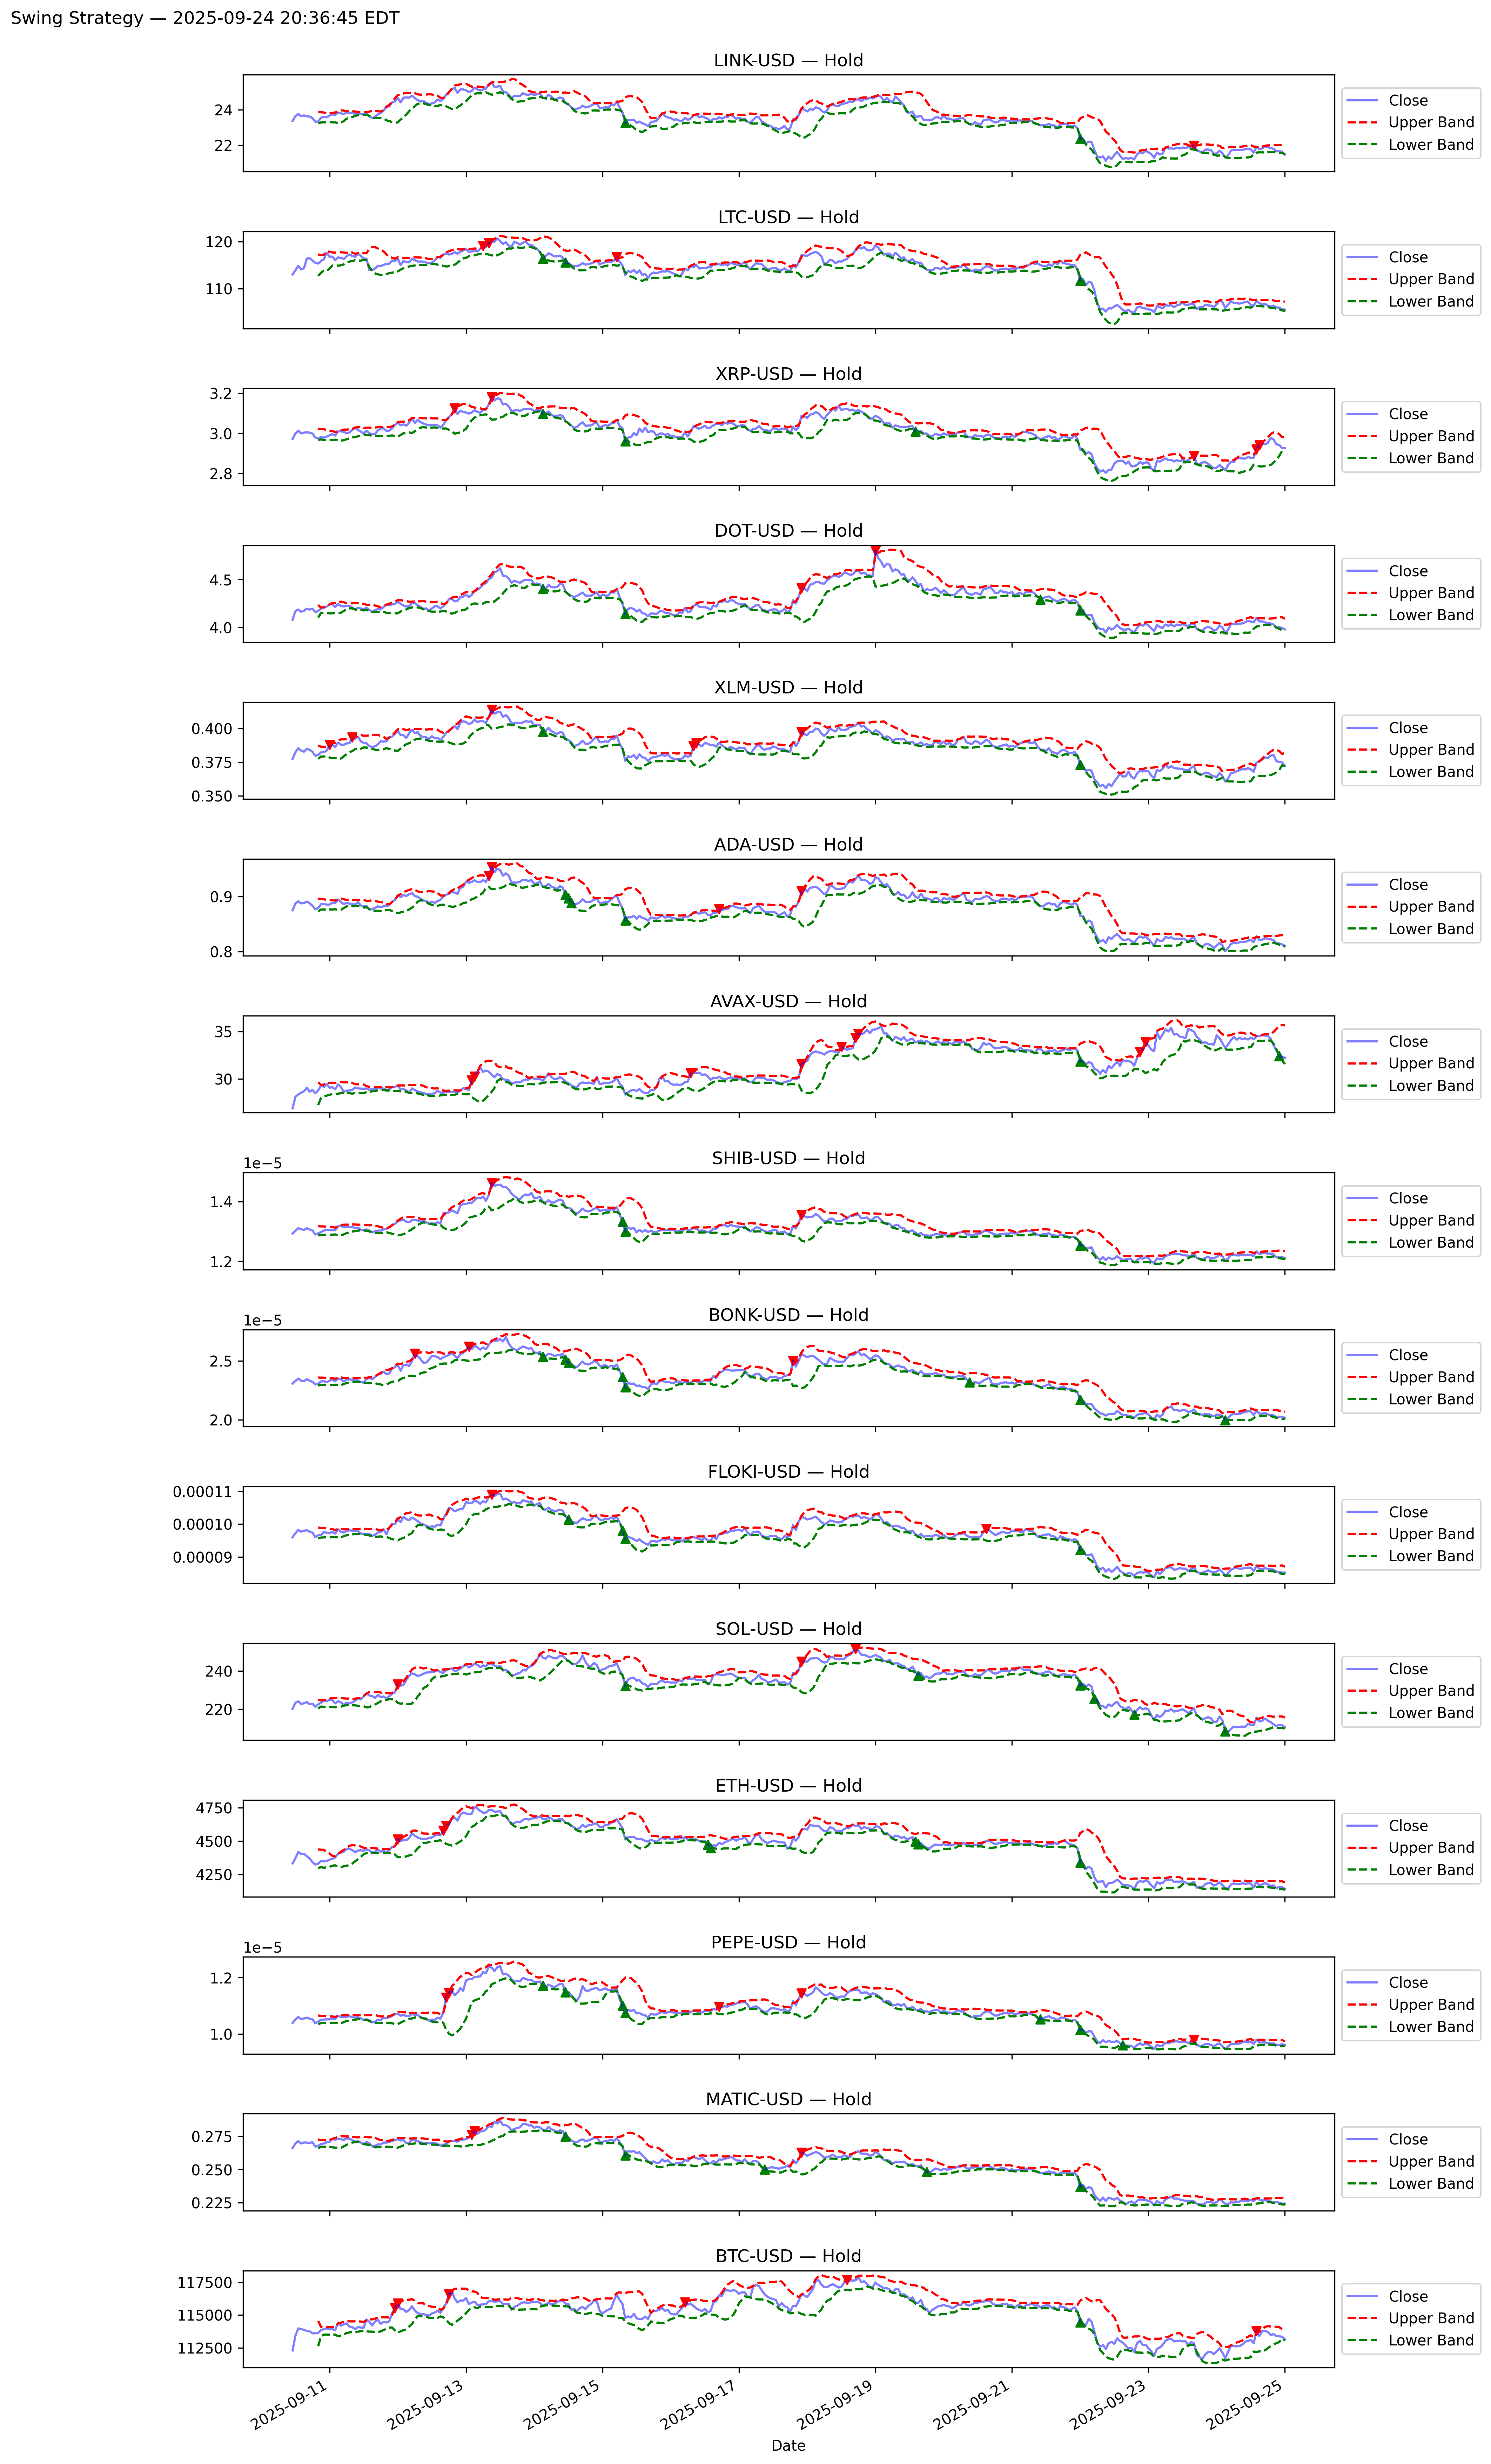 Swing Strategy — 2025-09-24 20:36:45 EDT
LINK-USD — Hold
24
22
Close
Upper Band
Lower Band
LTC-USD — Hold
120
110
Close
Upper Band
Lower Band
XRP-USD — Hold
3.2
3.0
2.8
Close
Upper Band
Lower Band
DOT-USD — Hold
4.5
4.0
Close
Upper Band
Lower Band
XLM-USD — Hold
0.400
0.375
0.350
Close
Upper Band
Lower Band
ADA-USD — Hold
0.9
0.8
Close
Upper Band
Lower Band
AVAX-USD — Hold
35
30
Close
Upper Band
Lower Band
SHIB-USD — Hold
1e−5
1.4
1.2
Close
Upper Band
Lower Band
BONK-USD — Hold
1e−5
2.5
2.0
Close
Upper Band
Lower Band
FLOKI-USD — Hold
0.00011
0.00010
0.00009
Close
Upper Band
Lower Band
SOL-USD — Hold
240
220
Close
Upper Band
Lower Band
ETH-USD — Hold
4750
4500
4250
Close
Upper Band
Lower Band
PEPE-USD — Hold
1e−5
1.2
1.0
Close
Upper Band
Lower Band
MATIC-USD — Hold
0.275
0.250
0.225
Close
Upper Band
Lower Band
BTC-USD — Hold
117500
115000
112500
Close
Upper Band
Lower Band
2025-09-11
2025-09-13
2025-09-15
2025-09-17
2025-09-19
2025-09-21
2025-09-23
2025-09-25
Date